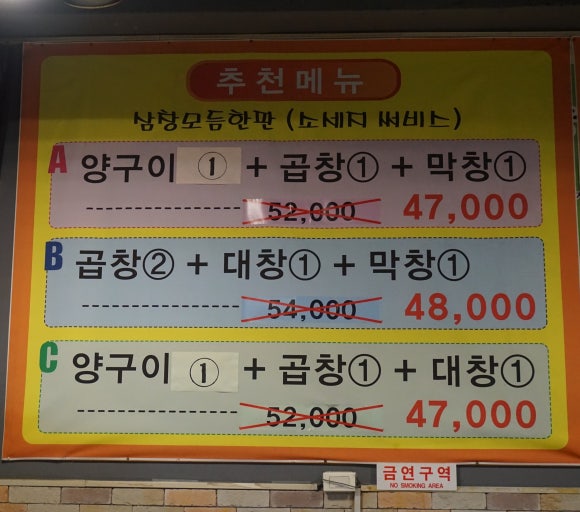 추천메뉴
삼창모듬한판 (소세지 써비스)
A 양구이 ① + 곱창① + 막창①
52,000 47,000
B 곱창② + 대창① + 막창①
54,000 48,000
C 양구이 ① + 곱창① + 대창①
52,000 47,000
금연구역
NO SMOKING AREA